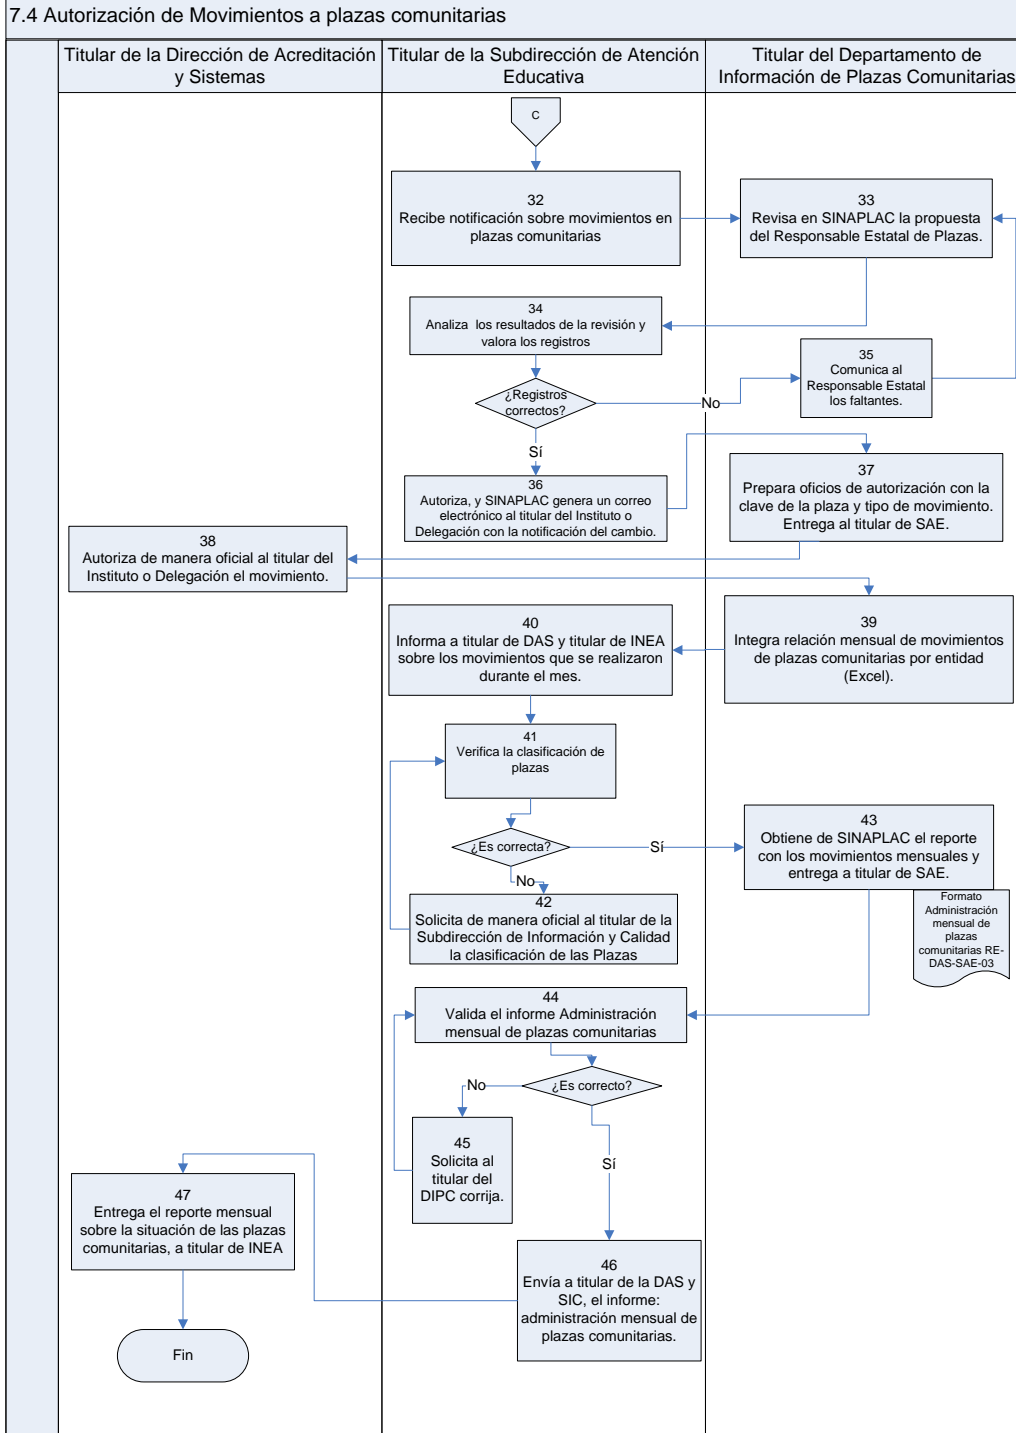 7.4 Autorización de Movimientos a plazas comunitarias
Titular de la Dirección de Acreditación
y Sistemas
Titular de la Subdirección de Atención
Educativa
Titular del Departamento de
Información de Plazas Comunitarias
C
32
Recibe notificación sobre movimientos en
plazas comunitarias
33
Revisa en SINAPLAC la propuesta
del Responsable Estatal de Plazas.
34
Analiza los resultados de la revisión y
valora los registros
35
Comunica al
Responsable Estatal
los faltantes.
¿Registros
correctos?
No
Sí
36
Autoriza, y SINAPLAC genera un correo
electrónico al titular del Instituto o
Delegación con la notificación del cambio.
37
Prepara oficios de autorización con la
clave de la plaza y tipo de movimiento.
Entrega al titular de SAE.
38
Autoriza de manera oficial al titular del
Instituto o Delegación el movimiento.
39
Integra relación mensual de movimientos
de plazas comunitarias por entidad
(Excel).
40
Informa a titular de DAS y titular de INEA
sobre los movimientos que se realizaron
durante el mes.
41
Verifica la clasificación de
plazas
¿Es correcta?
Sí
No
42
Solicita de manera oficial al titular de la
Subdirección de Información y Calidad
la clasificación de las Plazas
43
Obtiene de SINAPLAC el reporte
con los movimientos mensuales y
entrega a titular de SAE.
Formato
Administración
mensual de
plazas
comunitarias RE-
DAS-SAE-03
44
Valida el informe Administración
mensual de plazas comunitarias
¿Es correcto?
No
Sí
45
Solicita al
titular del
DIPC corrija.
46
Envía a titular de la DAS y
SIC, el informe:
administración mensual de
plazas comunitarias.
47
Entrega el reporte mensual
sobre la situación de las plazas
comunitarias, a titular de INEA
Fin